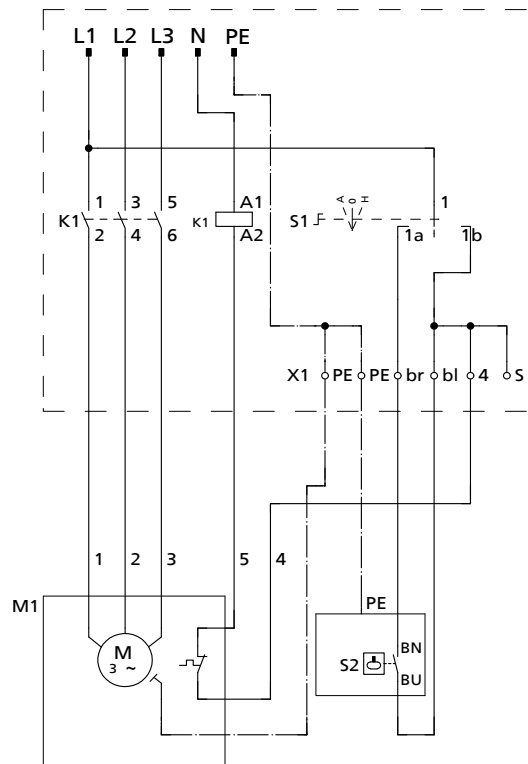 L1 L2 L3 N PE
1 3 5 A1 A O H 1
K1 K1 S1
2 4 6 A2 1a 1b
X1 PE PE br bl 4 S
1 2 3 5 4
M1 PE
M
3 ~
BN
S2
BU